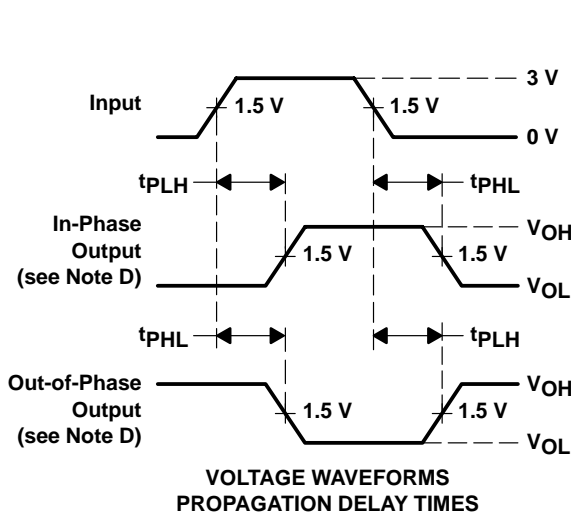 3 V
Input
1.5 V
1.5 V
0 V
tPLH
tPHL
In-Phase
Output
(see Note D)
VOH
1.5 V
1.5 V
VOL
tPHL
tPLH
Out-of-Phase
Output
(see Note D)
VOH
1.5 V
1.5 V
VOL
VOLTAGE WAVEFORMS
PROPAGATION DELAY TIMES